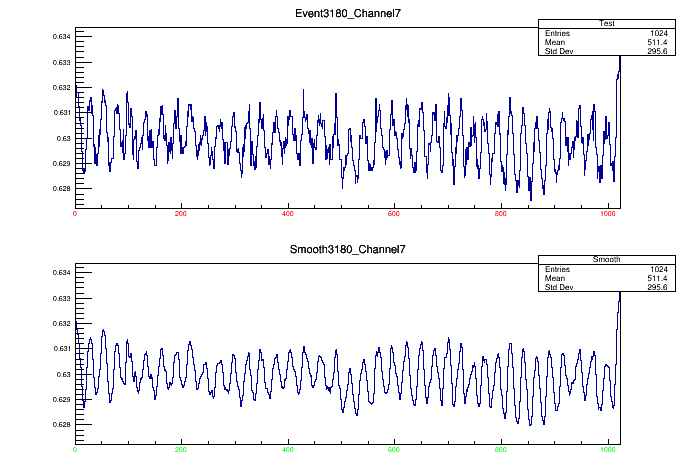 Event3180_Channel7
Test
Entries 1024
Mean 511.4
Std Dev 295.6
0.634
0.633
0.632
0.631
0.63
0.629
0.628
0 200 400 600 800 1000
Smooth3180_Channel7
Smooth
Entries 1024
Mean 511.4
Std Dev 295.6
0.634
0.633
0.632
0.631
0.63
0.629
0.628
0 200 400 600 800 1000